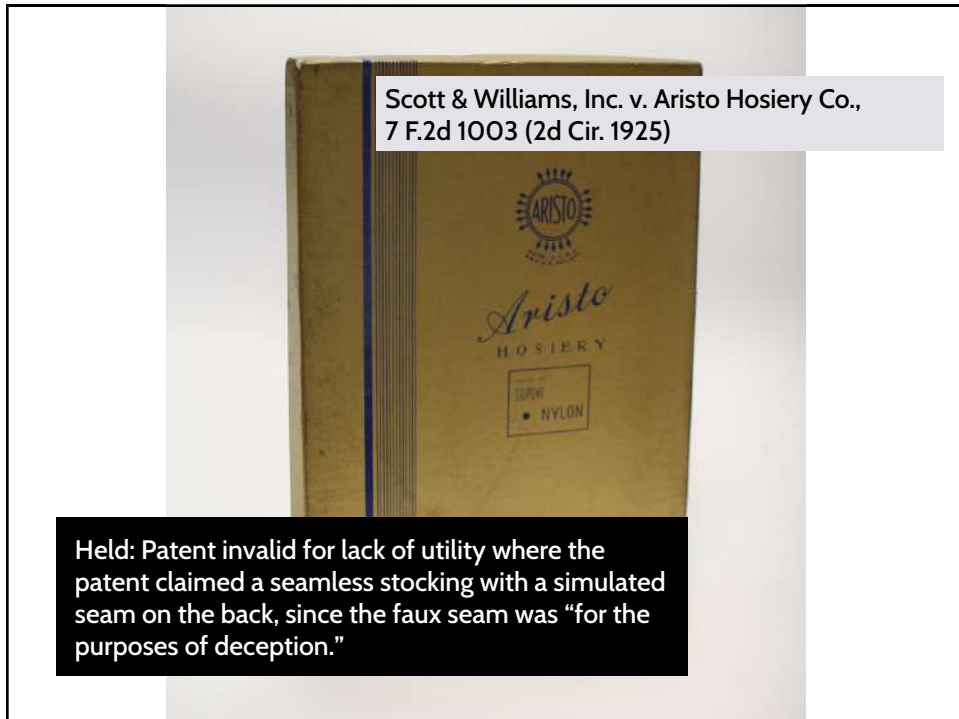 Scott & Williams, Inc. v. Aristo Hosiery Co.,
7 F.2d 1003 (2d Cir. 1925)
ARISTO
Aristo
HOSIERY
DUPONT
NYLON
Held: Patent invalid for lack of utility where the
patent claimed a seamless stocking with a simulated
seam on the back, since the faux seam was “for the
purposes of deception.”